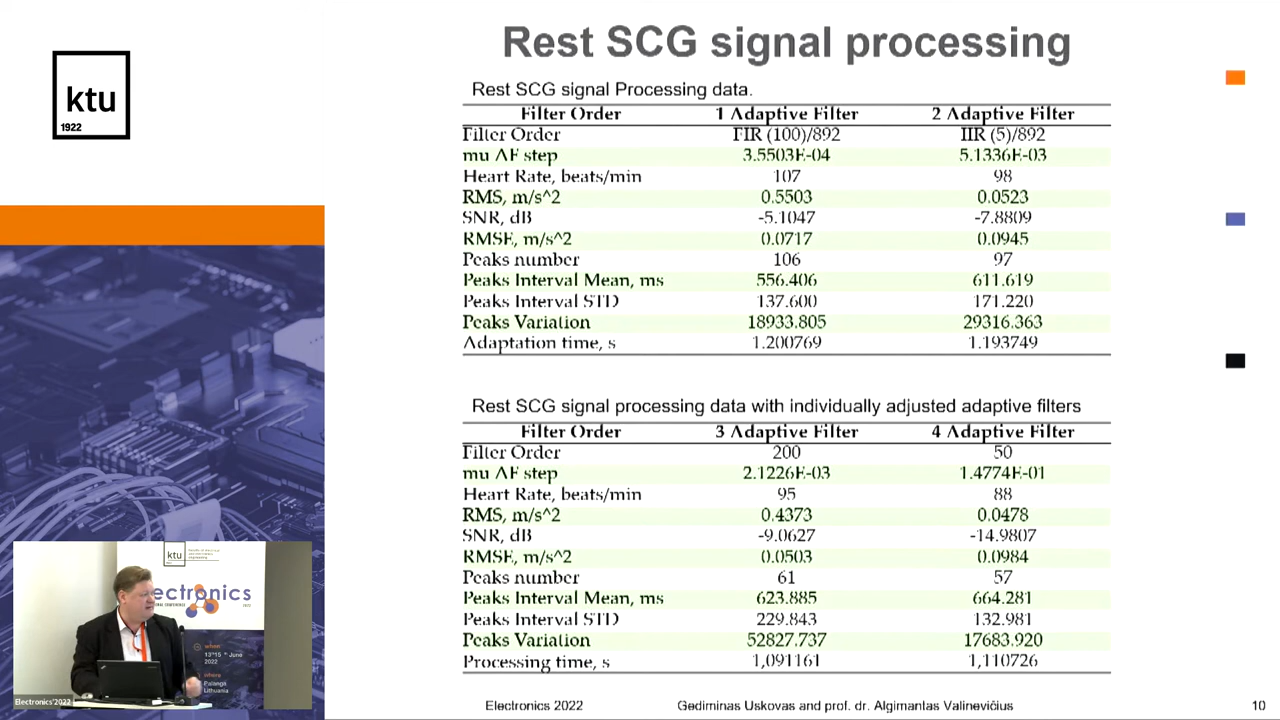 Rest SCG signal processing
ktu
1922
Rest SCG signal Processing data.
Filter Order 1 Adaptive Filter 2 Adaptive Filter
Filter Order FIR (100)/892 IIR (5)/892
mu AF step 3.5503E-04 5.1336E-03
Heart Rate, beats/min 107 98
RMS, m/s^2 0.5503 0.0523
SNR, dB -5.1047 -7.8809
RMSE, m/s^2 0.0717 0.0945
Peaks number 106 97
Peaks Interval Mean, ms 556.406 611.619
Peaks Interval STD 137.600 171.220
Peaks Variation 18933.805 29316.363
Adaptation time, s 1.200769 1.193749
Rest SCG signal processing data with individually adjusted adaptive filters
Filter Order 3 Adaptive Filter 4 Adaptive Filter
Filter Order 200 50
mu AF step 2.1226E-03 1.4774E-01
Heart Rate, beats/min 95 88
RMS, m/s^2 0.4373 0.0478
SNR, dB -9.0627 -14.9807
RMSE, m/s^2 0.0503 0.0984
Peaks number 61 57
Peaks Interval Mean, ms 623.885 664.281
Peaks Interval STD 229.843 132.981
Peaks Variation 52827.737 17683.920
Processing time, s 1,091161 1,110726
ktu
ectronics
2022
Palanga
Lithuania
Electronics'2022
Electronics 2022 Gediminas Uskovas and prof. dr. Algimantas Valinevičius 10